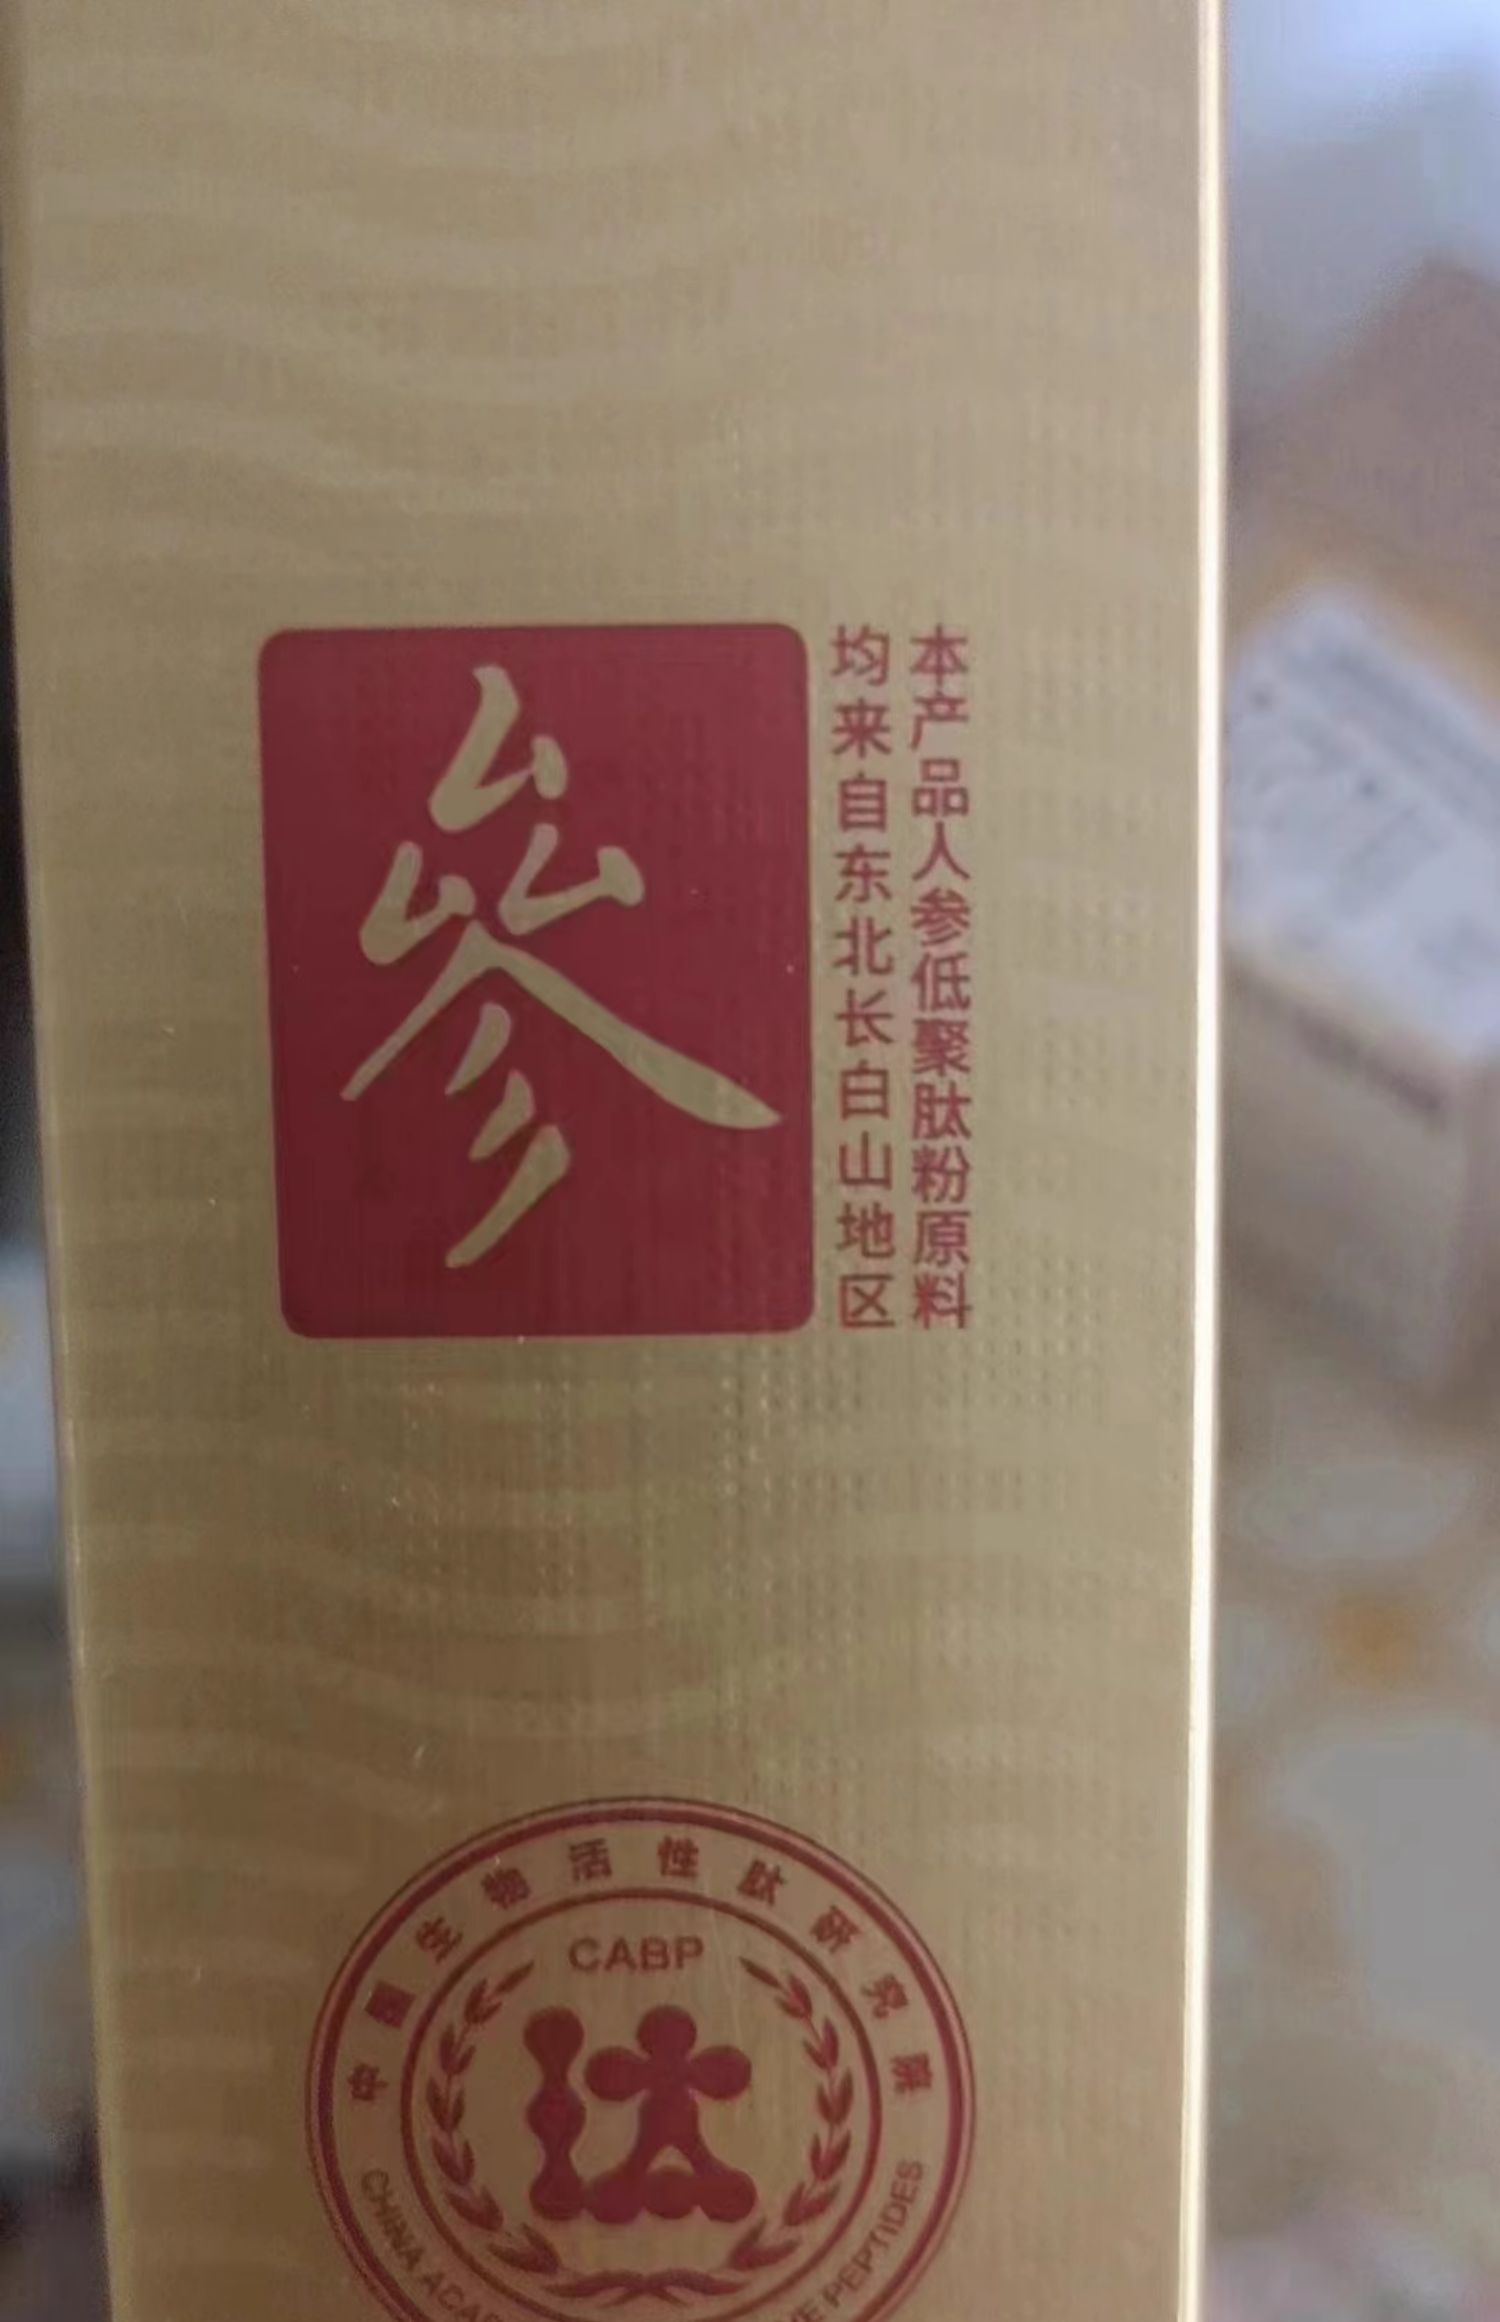 参
本产品人参低聚肽粉原料
均来自东北长白山地区
中国生物活性肽研究院
CABP
CHINA ACA
PEPTIDES